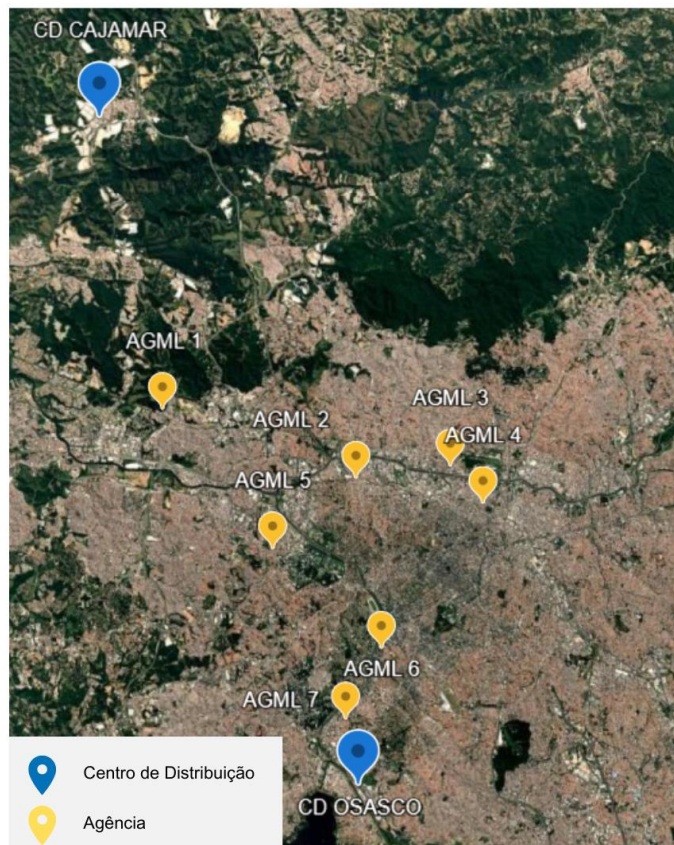 CD CAJAMAR
AGML 1
AGML 3
AGML 2
AGML 4
AGML 5
AGML 6
AGML 7
CD OSASCO
Centro de Distribuição
Agência